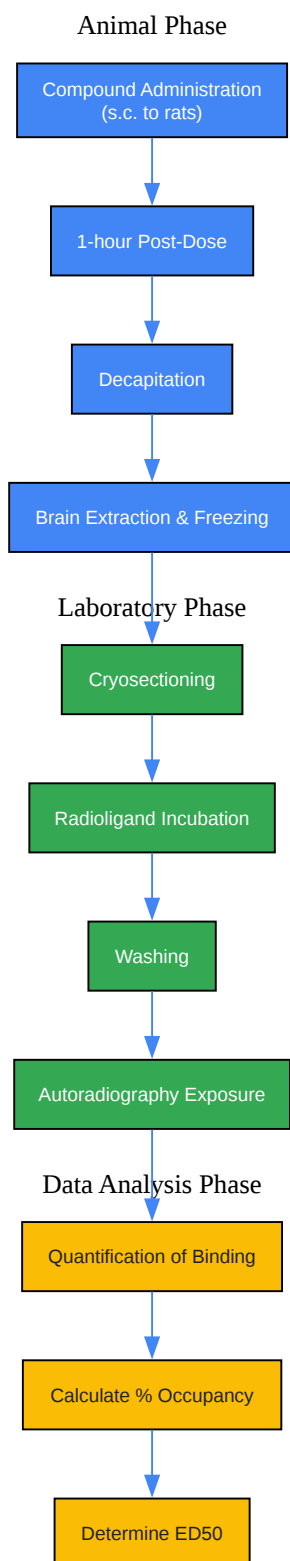 Animal Phase
Compound Administration
(s.c. to rats)
1-hour Post-Dose
Decapitation
Brain Extraction & Freezing
Laboratory Phase
Cryosectioning
Radioligand Incubation
Washing
Autoradiography Exposure
Data Analysis Phase
Quantification of Binding
Calculate % Occupancy
Determine ED50